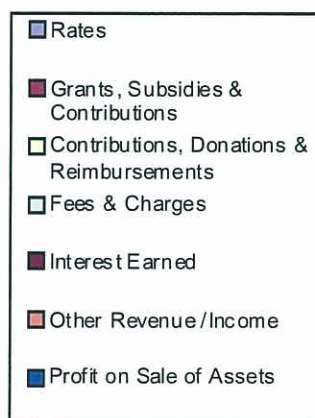 Rates
Grants, Subsidies &
Contributions
Contributions, Donations &
Reimbursements
Fees & Charges
Interest Earned
Other Revenue/Income
Profit on Sale of Assets